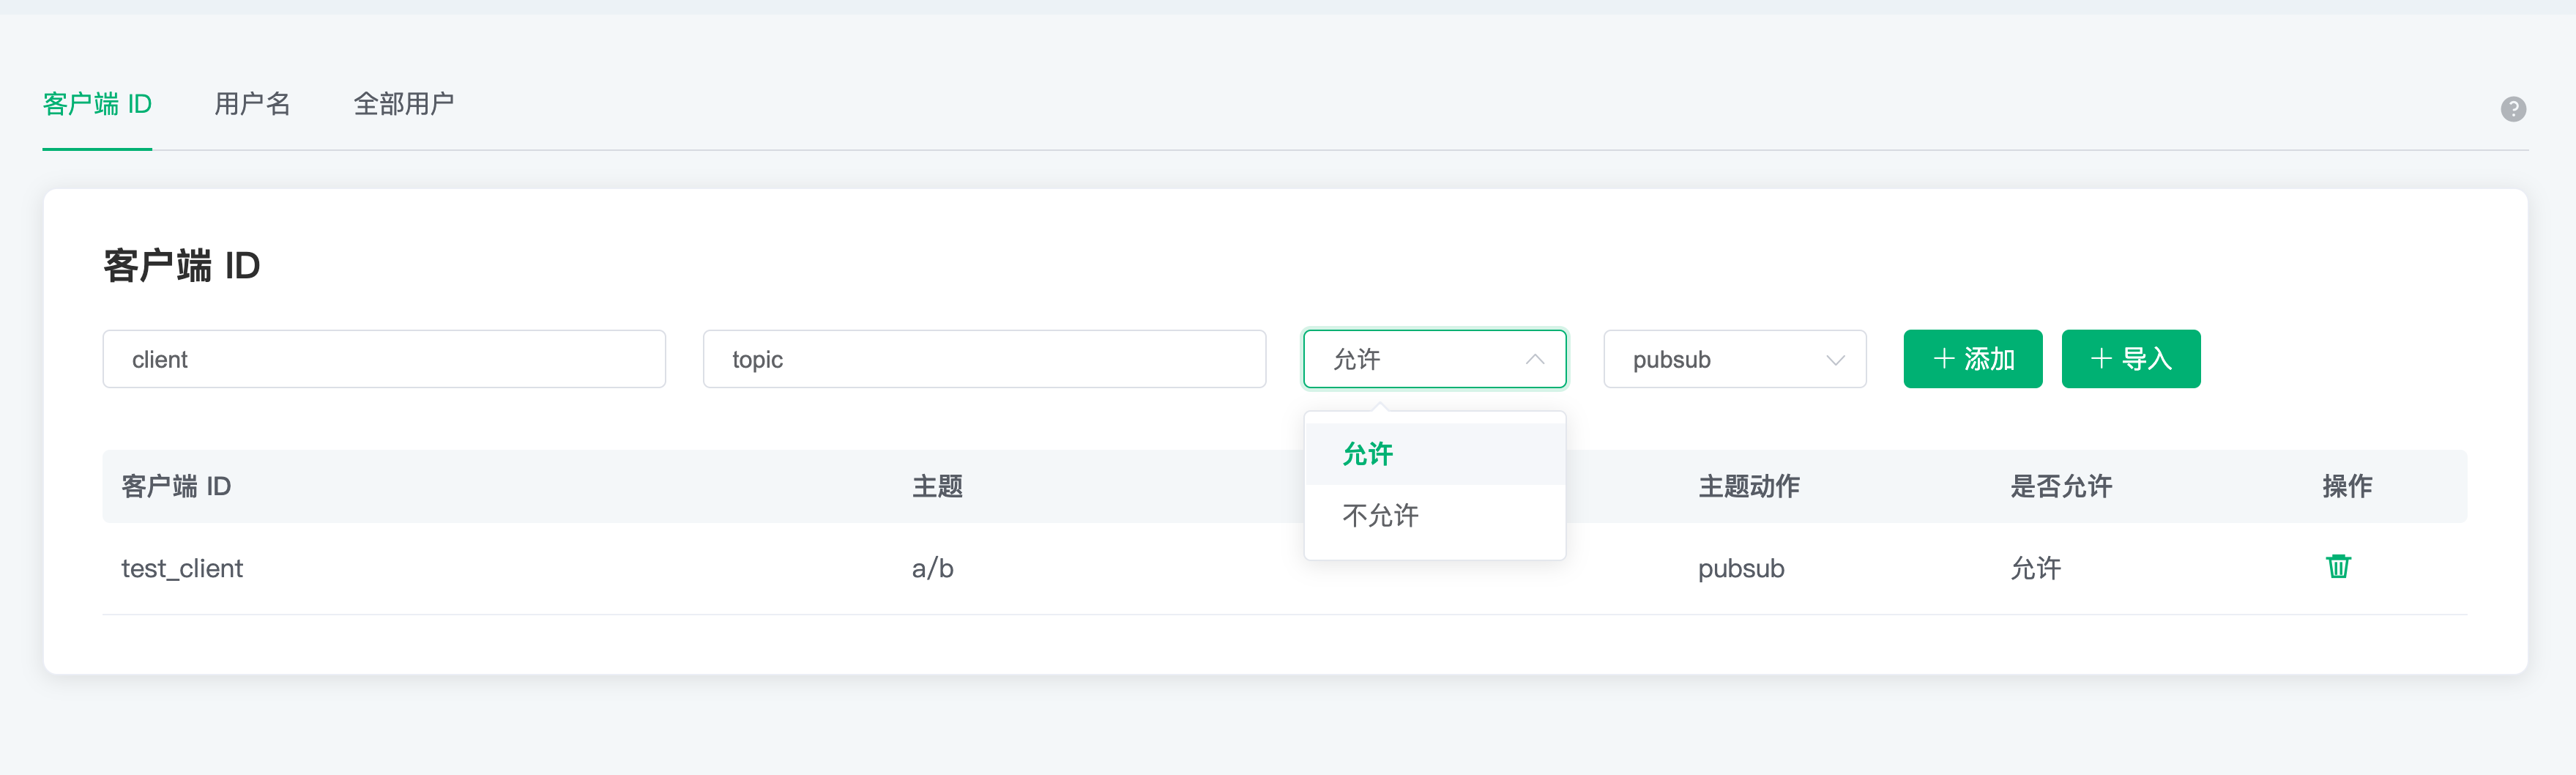 客户端 ID 用户名 全部用户
客户端 ID
client topic 允许 pubsub + 添加 + 导入
允许
不允许
客户端 ID 主题 主题动作 是否允许 操作
test_client a/b pubsub 允许